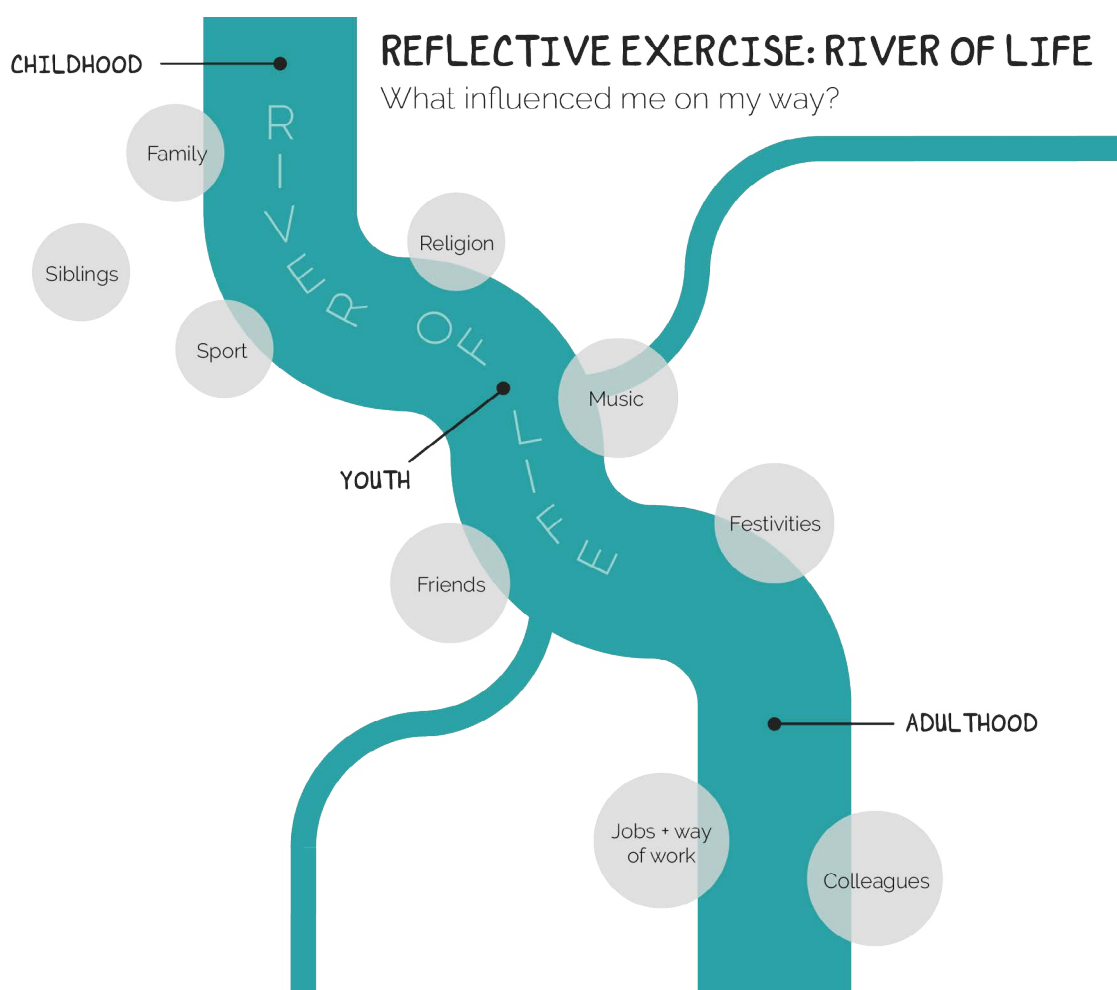 REFLECTIVE EXERCISE: RIVER OF LIFE
What influenced me on my way?
CHILDHOOD
RIVER OF LIFE
Family
Religion
Siblings
Sport
Music
YOUTH
Festivities
Friends
ADULTHOOD
Jobs + way
of work
Colleagues